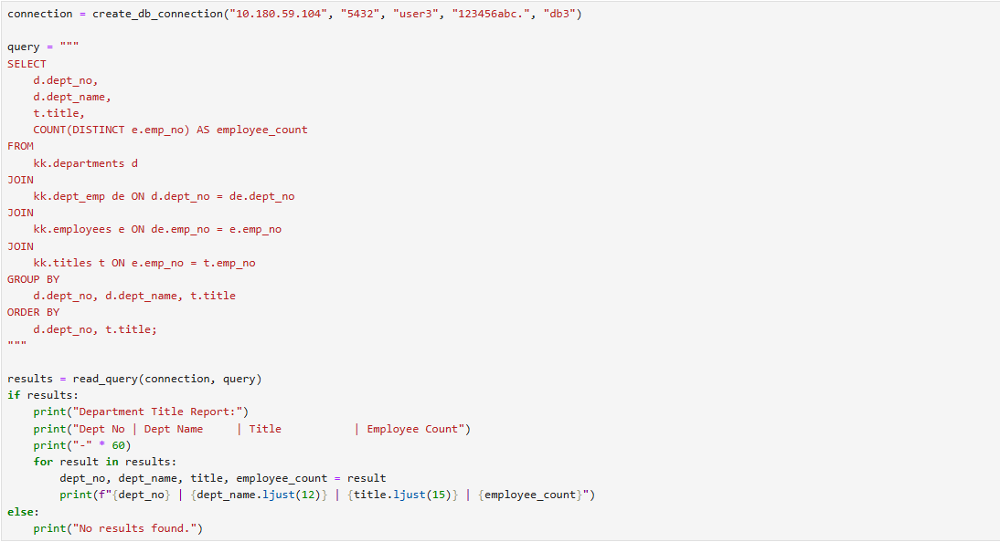 connection = create_db_connection("10.180.59.104", "5432", "user3", "123456abc.", "db3")

query = """
SELECT
    d.dept_no,
    d.dept_name,
    t.title,
    COUNT(DISTINCT e.emp_no) AS employee_count
FROM
    kk.departments d
JOIN
    kk.dept_emp de ON d.dept_no = de.dept_no
JOIN
    kk.employees e ON de.emp_no = e.emp_no
JOIN
    kk.titles t ON e.emp_no = t.emp_no
GROUP BY
    d.dept_no, d.dept_name, t.title
ORDER BY
    d.dept_no, t.title;
"""

results = read_query(connection, query)
if results:
    print("Department Title Report:")
    print("Dept No | Dept Name     | Title           | Employee Count")
    print("-" * 60)
    for result in results:
        dept_no, dept_name, title, employee_count = result
        print(f"{dept_no} | {dept_name.ljust(12)} | {title.ljust(15)} | {employee_count}")
else:
    print("No results found.")